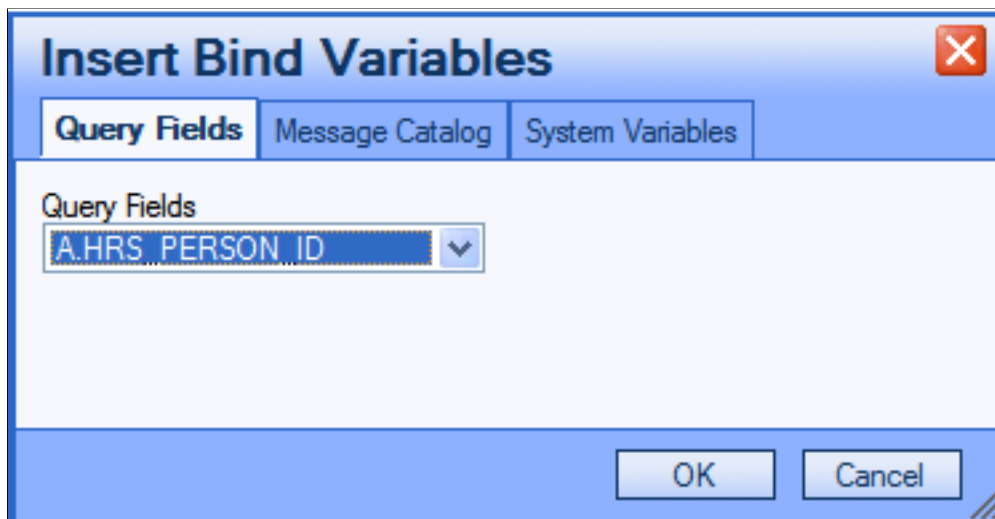 Insert Bind Variables
Query Fields Message Catalog System Variables
Query Fields
A.HRS_PERSON_ID
OK Cancel